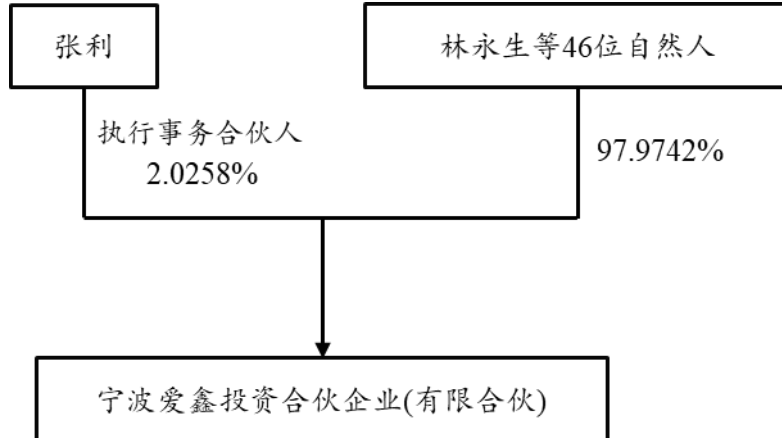 张利
林永生等46位自然人
执行事务合伙人
2.0258%
97.9742%
宁波爱鑫投资合伙企业(有限合伙)